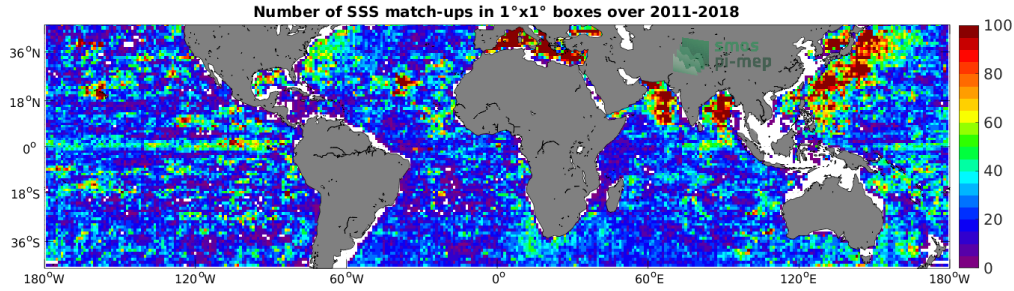 Number of SSS match-ups in 1°x1° boxes over 2011-2018
smos
pi-mep
36°N
18°N
0°
18°S
36°S
180°W
120°W
60°W
0°
60°E
120°E
180°W
100
80
60
40
20
0